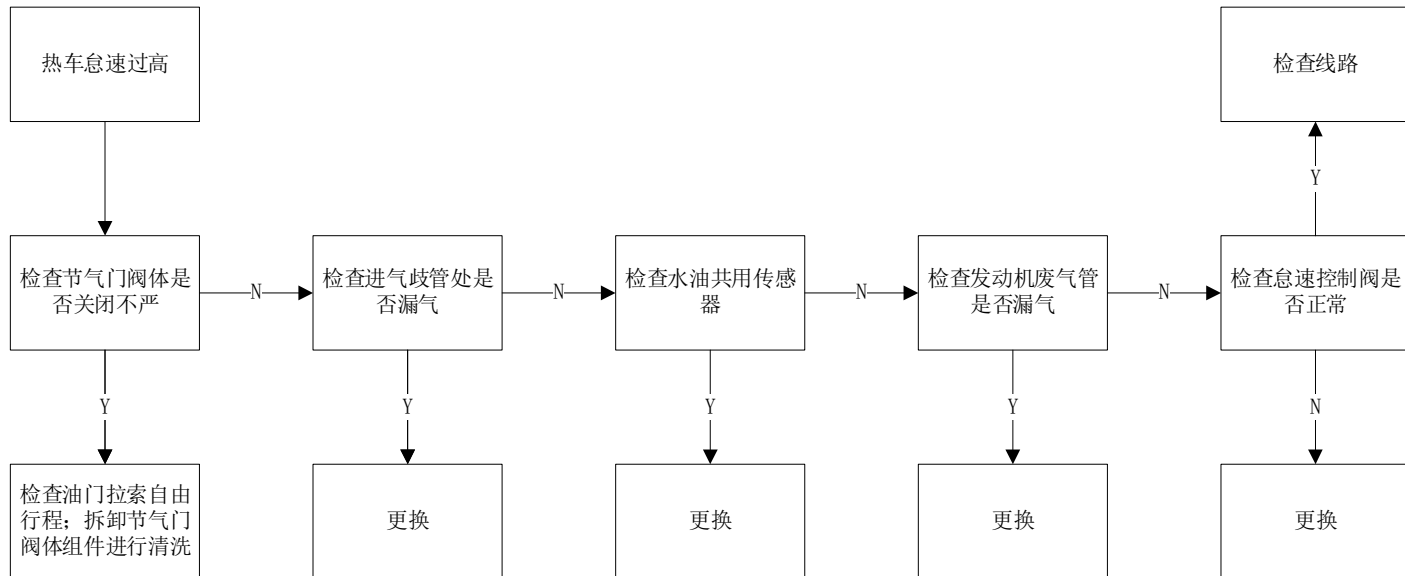 热车怠速过高
检查线路
Y
检查节气门阀体是
否关闭不严
N
检查进气歧管处是
否漏气
N
检查水油共用传感
器
N
检查发动机废气管
是否漏气
N
检查怠速控制阀是
否正常
Y
Y
Y
Y
N
检查油门拉索自由
行程；拆卸节气门
阀体组件进行清洗
更换
更换
更换
更换